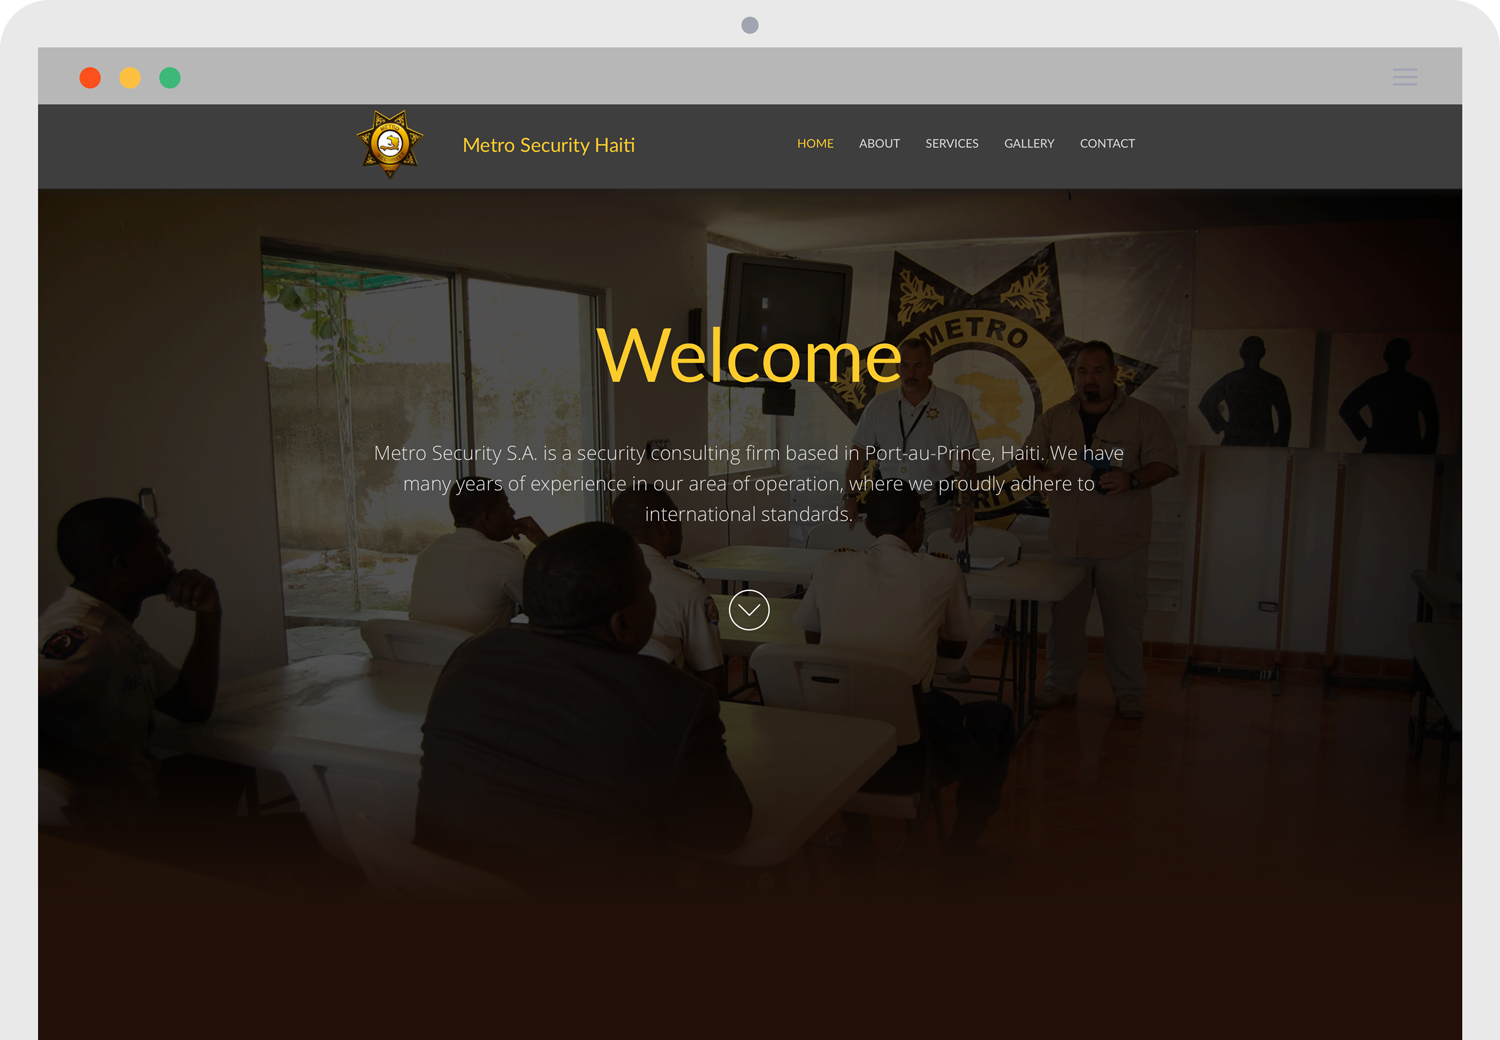 Metro Security Haiti
HOME ABOUT SERVICES GALLERY CONTACT
METRO
Welcome
Metro Security S.A. is a security consulting firm based in Port-au-Prince, Haiti. We have
many years of experience in our area of operation, where we proudly adhere to
international standards.